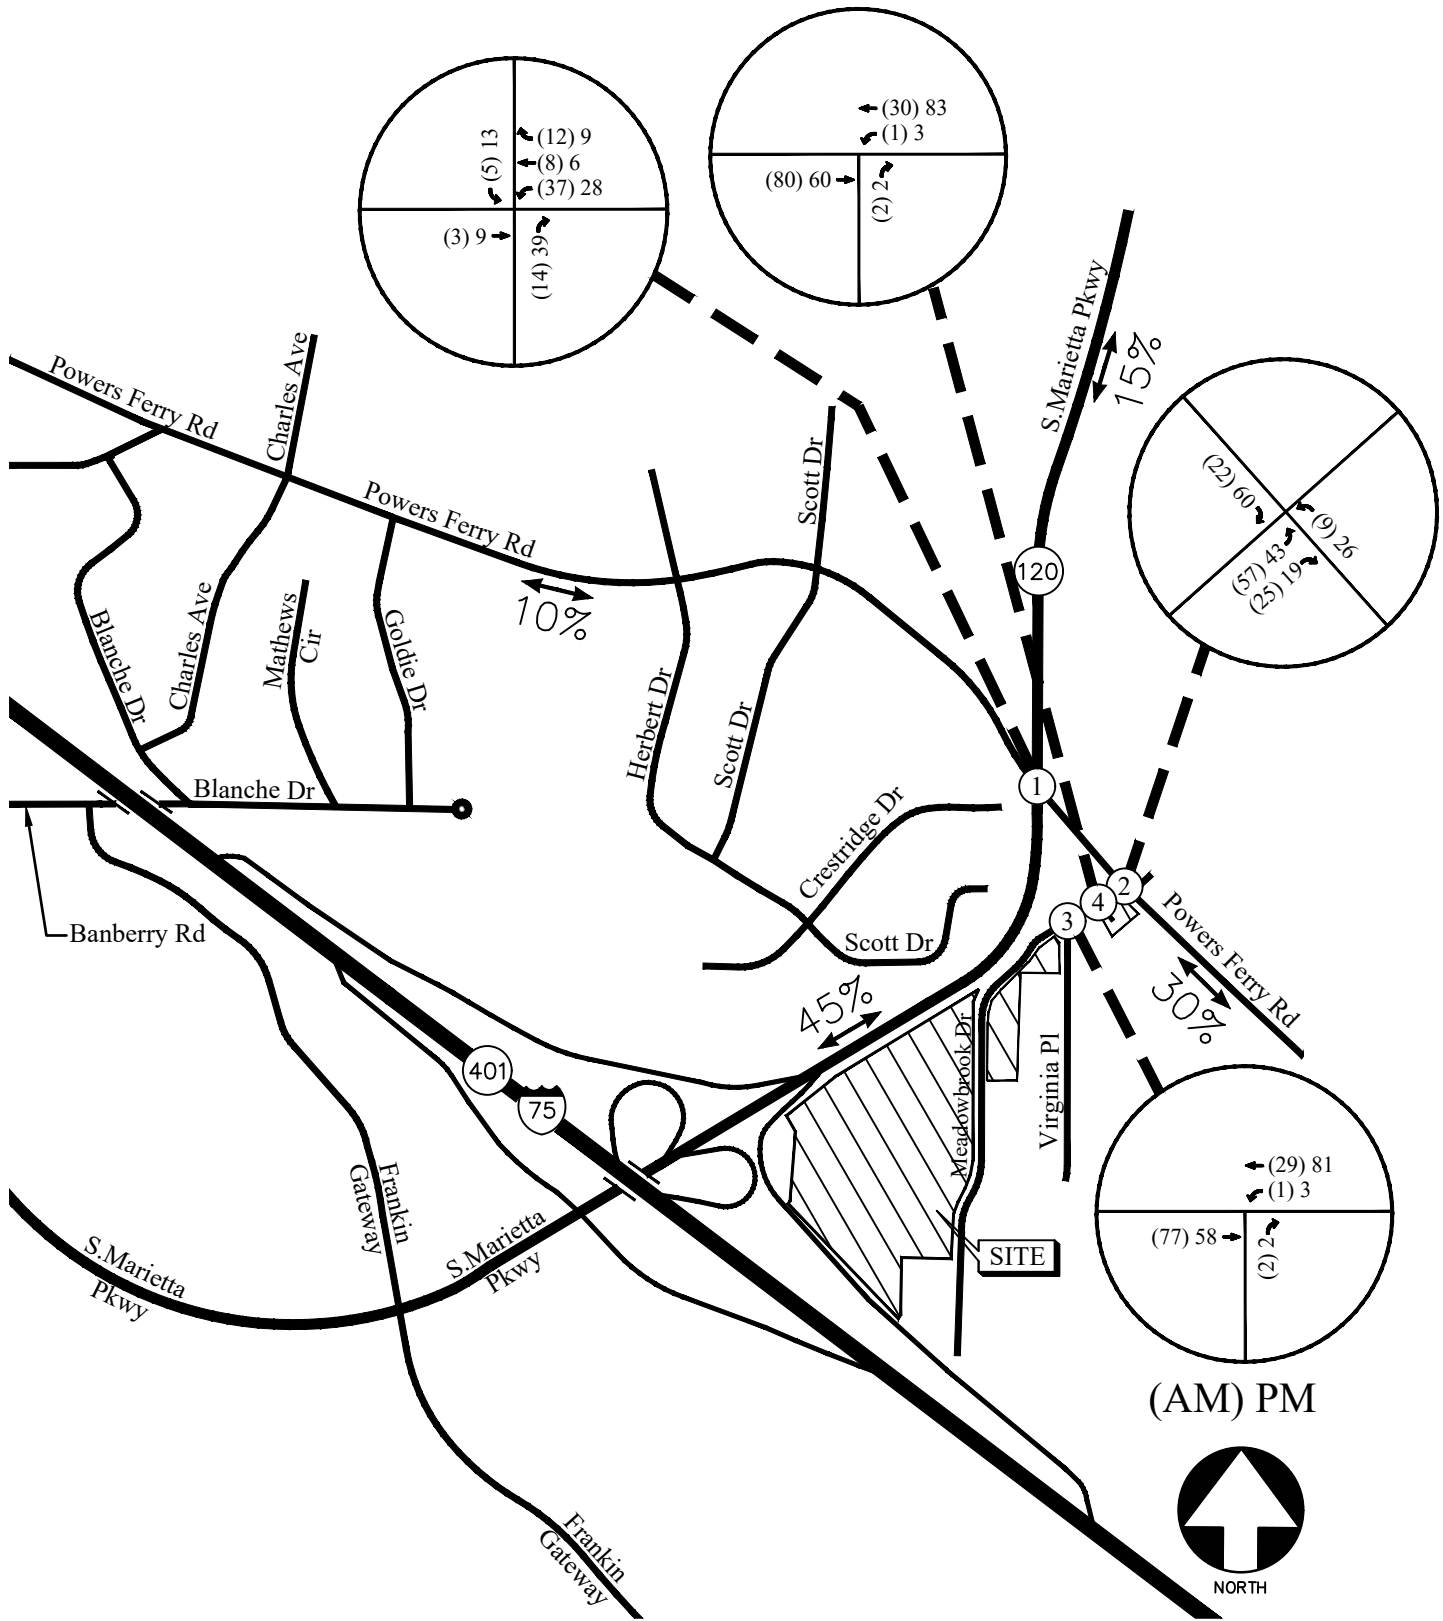 (30) 83
(1) 3
(80) 60
(2) 2
(5) 13
(12) 9
(8) 6
(37) 28
(3) 9
(14) 39
S.Marietta Pkwy
15%
Powers Ferry Rd
Charles Ave
Powers Ferry Rd
Scott Dr
(22) 60
(9) 26
(57) 43
(25) 19
120
10%
Blanche Dr
Charles Ave
Mathews
Cir
Goldie Dr
Herbert Dr
Scott Dr
Blanche Dr
1
Crestridge Dr
2
4
3
Powers Ferry Rd
Banberry Rd
Scott Dr
45%
30%
401
75
Meadowbrook Dr
Virginia Pl
Frankin
Gateway
(29) 81
(1) 3
(77) 58
(2) 2
S.Marietta
Pkwy
S.Marietta
Pkwy
SITE
(AM) PM
Frankin
Gateway
NORTH